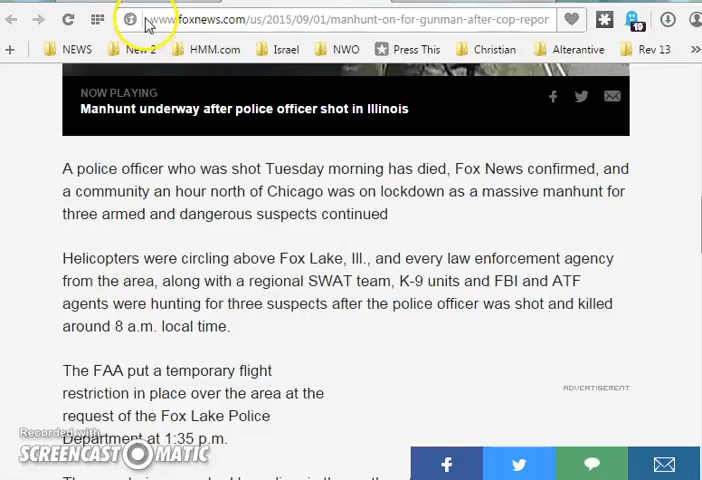 www.foxnews.com/us/2015/09/01/manhunt-on-for-gunman-after-cop-repor
19
NEWS New 2 HMM.com Israel NWO Press This Christian Alterantive Rev 13
NOW PLAYING
Manhunt underway after police officer shot in Illinois
A police officer who was shot Tuesday morning has died, Fox News confirmed, and
a community an hour north of Chicago was on lockdown as a massive manhunt for
three armed and dangerous suspects continued
Helicopters were circling above Fox Lake, Ill., and every law enforcement agency
from the area, along with a regional SWAT team, K-9 units and FBI and ATF
agents were hunting for three suspects after the police officer was shot and killed
around 8 a.m. local time.
The FAA put a temporary flight
restriction in place over the area at the
request of the Fox Lake Police
Department at 1:35 p.m.
ADVERTISEMENT
Recorded with
SCREENCAST-O-MATIC